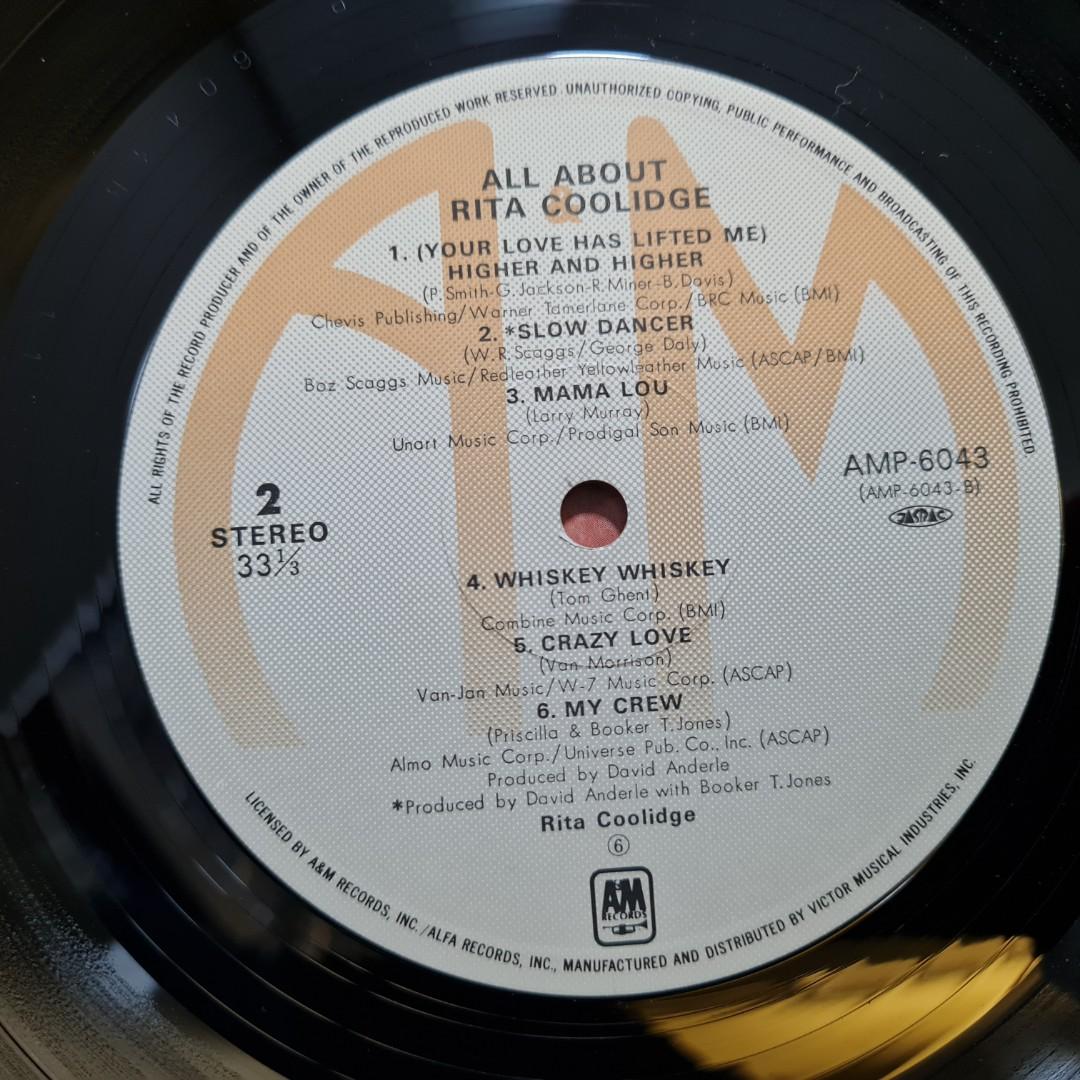 ALL RIGHTS OF THE RECORD PRODUCER AND OF THE OWNER OF THE REPRODUCED WORK RESERVED. UNAUTHORIZED COPYING, PUBLIC PERFORMANCE AND BROADCASTING OF THIS RECORDING PROHIBITED
ALL ABOUT
RITA COOLIDGE
1. (YOUR LOVE HAS LIFTED ME)
HIGHER AND HIGHER
(P. Smith-G. Jackson-R. Miner-B. Davis)
Chevis Publishing/Warner Tamerlane Corp./BRC Music (BMI)
2. *SLOW DANCER
(W.R. Scaggs/George Daly)
Boz Scaggs Music/Redleather Yellowleather Music (ASCAP/BMI)
3. MAMA LOU
(Larry Murray)
Unart Music Corp./Prodigal Son Music (BMI)
2
STEREO
33⅓
AMP-6043
(AMP-6043-B)
JASRAC
4. WHISKEY WHISKEY
(Tom Ghent)
Combine Music Corp. (BMI)
5. CRAZY LOVE
(Van Morrison)
Van-Jan Music/W-7 Music Corp. (ASCAP)
6. MY CREW
(Priscilla & Booker T. Jones)
Almo Music Corp./Universe Pub. Co., Inc. (ASCAP)
Produced by David Anderle
*Produced by David Anderle with Booker T. Jones
Rita Coolidge
⑥
A&M
RECORDS
LICENSED BY A&M RECORDS, INC./ALFA RECORDS, INC., MANUFACTURED AND DISTRIBUTED BY VICTOR MUSICAL INDUSTRIES, INC.